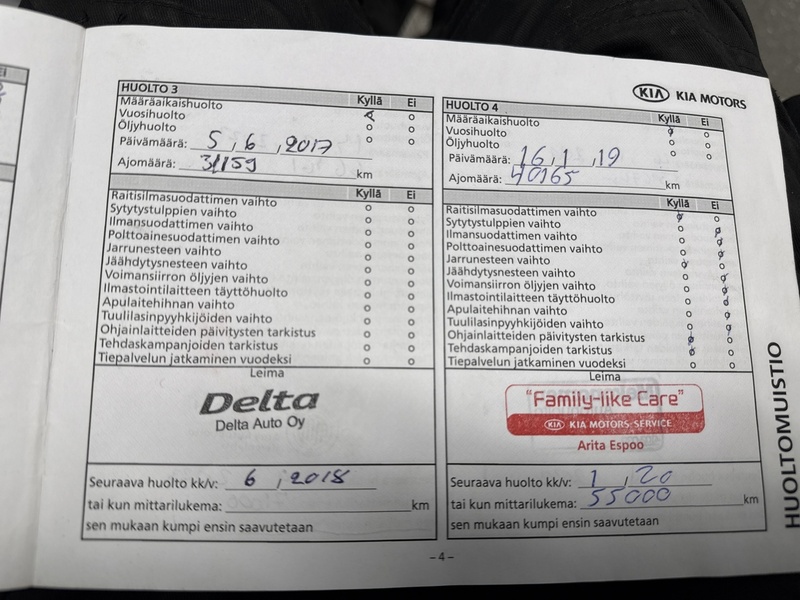 HUOLTO 3 Kyllä Ei
Määräaikaishuolto
Vuosihuolto
Öljyhuolto
Päivämäärä: 5, 6, 2017
Ajomäärä: 31159 km
Kyllä Ei
Raitisilmasuodattimen vaihto
Sytytystulppien vaihto
Ilmansuodattimen vaihto
Polttoainesuodattimen vaihto
Jarrunesteen vaihto
Jäähdytysnesteen vaihto
Voimansiirron öljyjen vaihto
Ilmastointilaitteen täyttöhuolto
Apulaitehihnan vaihto
Tuulilasinpyyhkijöiden vaihto
Ohjainlaitteiden päivitysten tarkistus
Tehdaskampanjoiden tarkistus
Tiepalvelun jatkaminen vuodeksi
Leima
Delta
Delta Auto Oy
Seuraava huolto kk/v: 6, 2018
tai kun mittarilukema: km
sen mukaan kumpi ensin saavutetaan
KIA KIA MOTORS
HUOLTO 4 Kyllä Ei
Määräaikaishuolto
Vuosihuolto
Öljyhuolto
Päivämäärä: 16, 1, 19
Ajomäärä: 40165 km
Kyllä Ei
Raitisilmasuodattimen vaihto
Sytytystulppien vaihto
Ilmansuodattimen vaihto
Polttoainesuodattimen vaihto
Jarrunesteen vaihto
Jäähdytysnesteen vaihto
Voimansiirron öljyjen vaihto
Ilmastointilaitteen täyttöhuolto
Apulaitehihnan vaihto
Tuulilasinpyyhkijöiden vaihto
Ohjainlaitteiden päivitysten tarkistus
Tehdaskampanjoiden tarkistus
Tiepalvelun jatkaminen vuodeksi
Leima
"Family-like Care"
KIA KIA MOTORS SERVICE
Arita Espoo
Seuraava huolto kk/v: 1, 20
tai kun mittarilukema: 55000 km
sen mukaan kumpi ensin saavutetaan
HUOLTOMUISTIO
– 4 –